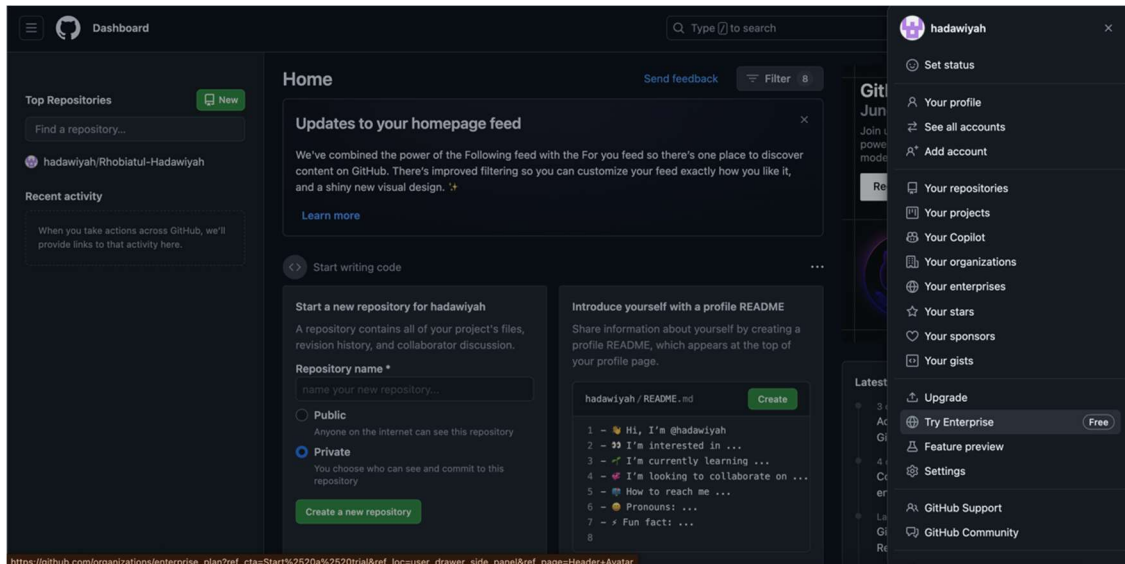 Dashboard
Type / to search
Top Repositories
New
Find a repository...
hadawiyah/Rhobiatul-Hadawiyah
Recent activity
When you take actions across GitHub, we'll
provide links to that activity here.
Home
Send feedback
Filter 8
Updates to your homepage feed
We've combined the power of the Following feed with the For you feed so there's one place to discover
content on GitHub. There's improved filtering so you can customize your feed exactly how you like it,
and a shiny new visual design. ✨
Learn more
Start writing code
Start a new repository for hadawiyah
A repository contains all of your project's files,
revision history, and collaborator discussion.
Repository name *
name your new repository...
Public
Anyone on the internet can see this repository
Private
You choose who can see and commit to this
repository
Create a new repository
Introduce yourself with a profile README
Share information about yourself by creating a
profile README, which appears at the top of
your profile page.
hadawiyah / README.md
Create
1 - 👋 Hi, I'm @hadawiyah
2 - 👀 I'm interested in ...
3 - 🌱 I'm currently learning ...
4 - 💞️ I'm looking to collaborate on ...
5 - 📫 How to reach me ...
6 - 😄 Pronouns: ...
7 - ⚡ Fun fact: ...
8
Join
Latest
hadawiyah
Set status
Your profile
See all accounts
Add account
Your repositories
Your projects
Your Copilot
Your organizations
Your enterprises
Your stars
Your sponsors
Your gists
Upgrade
Try Enterprise Free
Feature preview
Settings
GitHub Support
GitHub Community
https://github.com/organizations/enterprise_plan?ref_cta=Start%2520a%2520trial&ref_loc=user_drawer_side_panel&ref_page=Header+Avatar